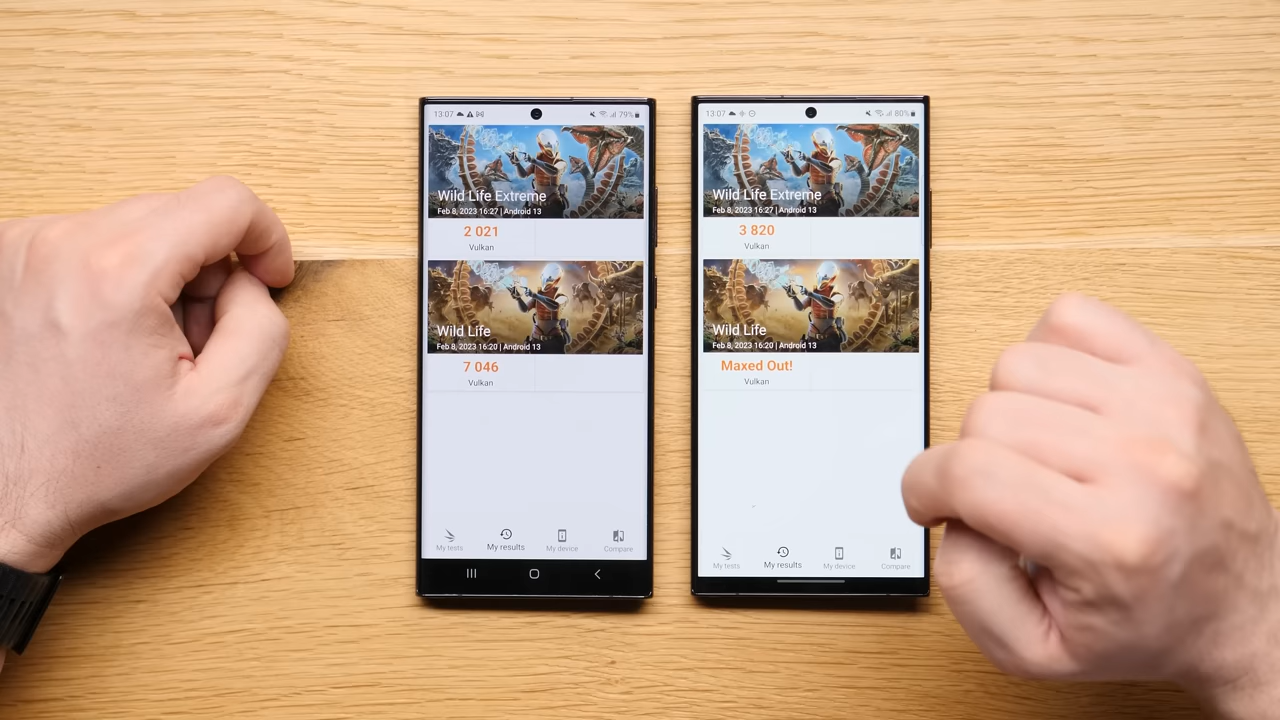 13:07
79%
Wild Life Extreme
Feb 8, 2023 16:27 | Android 13
2 021
Vulkan
Wild Life
Feb 8, 2023 16:20 | Android 13
7 046
Vulkan
My tests
My results
My device
Compare
13:07
80%
Wild Life Extreme
Feb 8, 2023 16:27 | Android 13
3 820
Vulkan
Wild Life
Feb 8, 2023 16:20 | Android 13
Maxed Out!
Vulkan
My tests
My results
My device
Compare